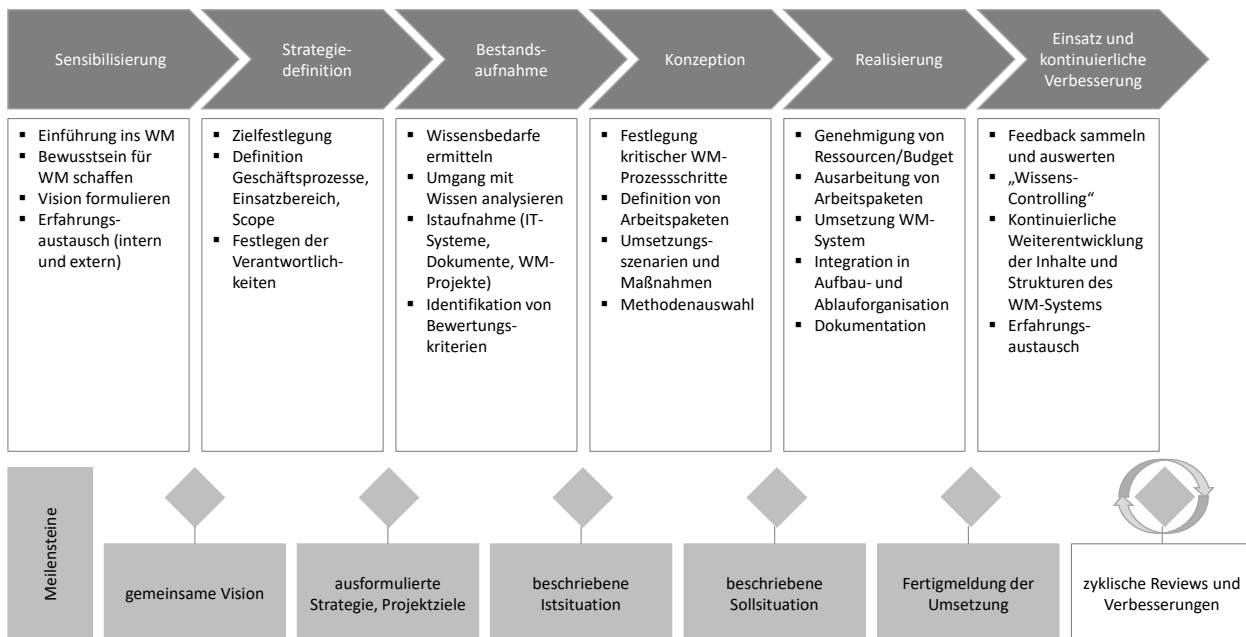 Sensibilisierung
Strategie-
definition
Bestands-
aufnahme
Konzeption
Realisierung
Einsatz und
kontinuierliche
Verbesserung
▪ Einführung ins WM
▪ Bewusstsein für
WM schaffen
▪ Vision formulieren
▪ Erfahrungs-
austausch (intern
und extern)
▪ Zielfestlegung
▪ Definition
Geschäftsprozesse,
Einsatzbereich,
Scope
▪ Festlegen der
Verantwortlich-
keiten
▪ Wissensbedarfe
ermitteln
▪ Umgang mit
Wissen analysieren
▪ Istaufnahme (IT-
Systeme,
Dokumente, WM-
Projekte)
▪ Identifikation von
Bewertungs-
kriterien
▪ Festlegung
kritischer WM-
Prozessschritte
▪ Definition von
Arbeitspaketen
▪ Umsetzungs-
szenarien und
Maßnahmen
▪ Methodenauswahl
▪ Genehmigung von
Ressourcen/Budget
▪ Ausarbeitung von
Arbeitspaketen
▪ Umsetzung WM-
System
▪ Integration in
Aufbau- und
Ablauforganisation
▪ Dokumentation
▪ Feedback sammeln
und auswerten
▪ „Wissens-
Controlling“
▪ Kontinuierliche
Weiterentwicklung
der Inhalte und
Strukturen des
WM-Systems
▪ Erfahrungs-
austausch
Meilensteine
gemeinsame Vision
ausformulierte
Strategie, Projektziele
beschriebene
Istsituation
beschriebene
Sollsituation
Fertigmeldung der
Umsetzung
zyklische Reviews und
Verbesserungen